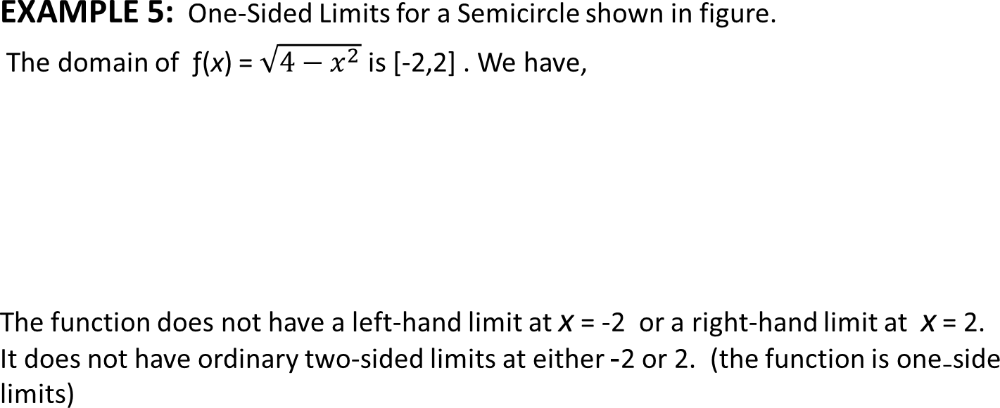 EXAMPLE 5: One-Sided Limits for a Semicircle shown in figure.
The domain of ƒ(x) = √4 − x² is [-2,2] . We have,
The function does not have a left-hand limit at x = -2 or a right-hand limit at x = 2.
It does not have ordinary two-sided limits at either -2 or 2. (the function is one-side
limits)